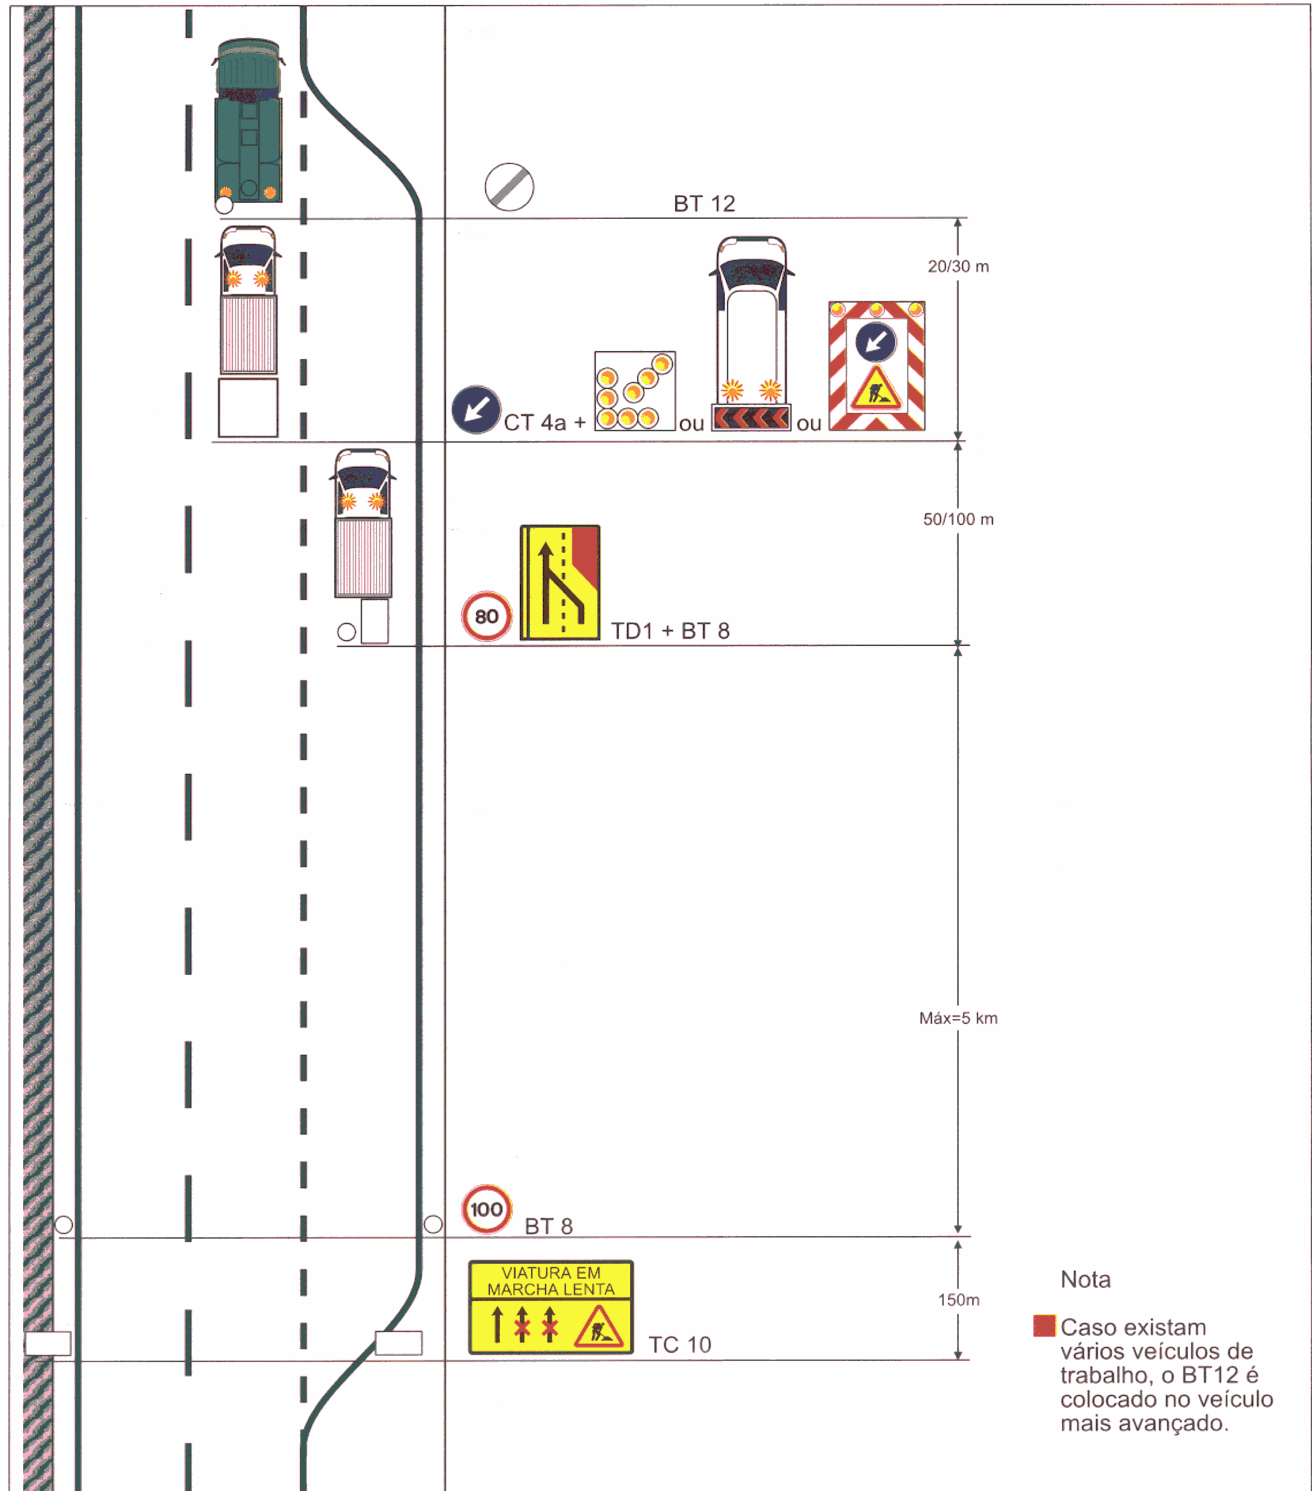 BT 12
20/30 m
CT 4a + ou ou
50/100 m
80
TD1 + BT 8
Máx=5 km
100
BT 8
VIATURA EM
MARCHA LENTA
150m
TC 10
Nota
Caso existam
vários veículos de
trabalho, o BT12 é
colocado no veículo
mais avançado.